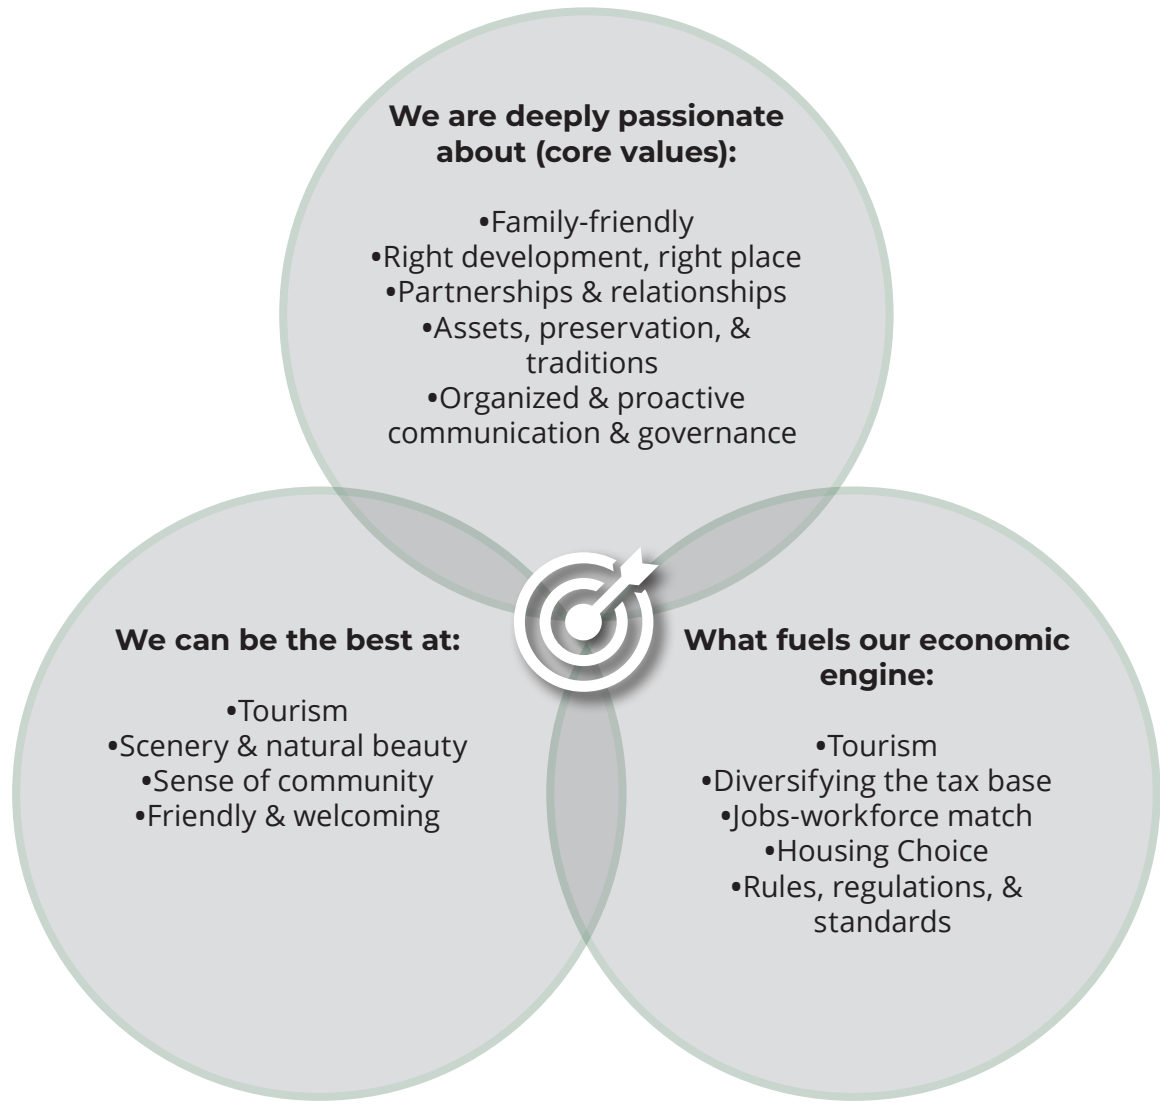 We are deeply passionate
about (core values):
•Family-friendly
•Right development, right place
•Partnerships & relationships
•Assets, preservation, &
traditions
•Organized & proactive
communication & governance
We can be the best at:
•Tourism
•Scenery & natural beauty
•Sense of community
•Friendly & welcoming
What fuels our economic
engine:
•Tourism
•Diversifying the tax base
•Jobs-workforce match
•Housing Choice
•Rules, regulations, &
standards